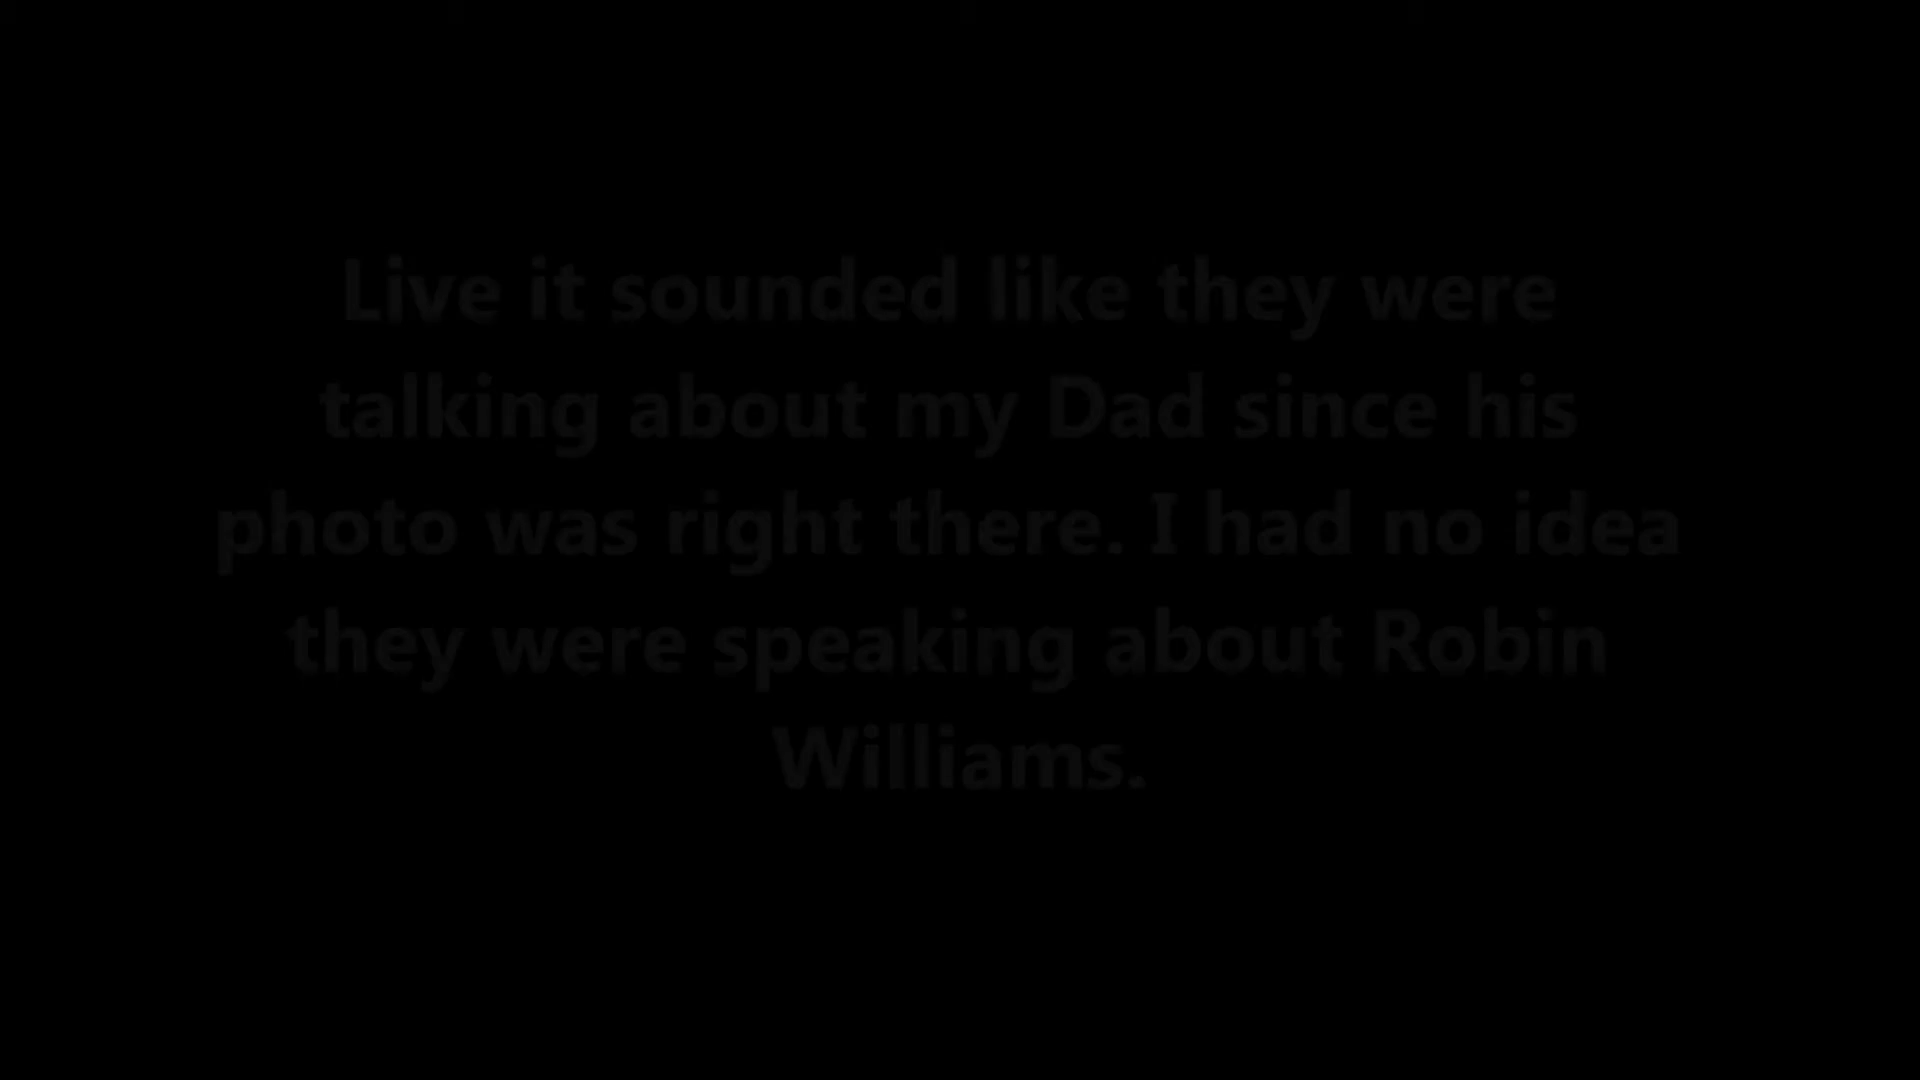 Live it sounded like they were
talking about my Dad since his
photo was right there. I had no idea
they were speaking about Robin
Williams.